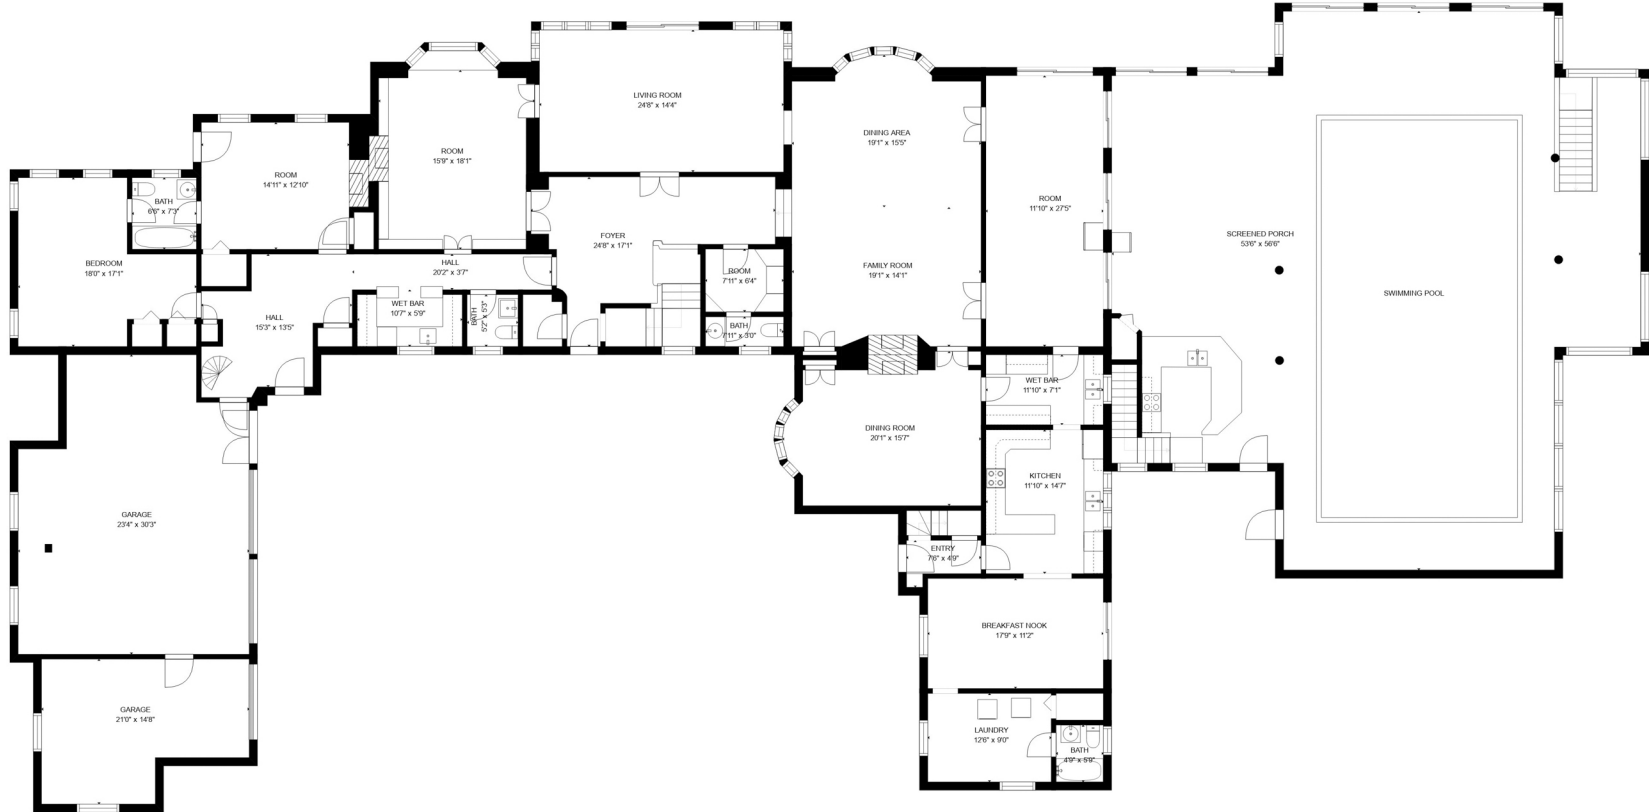 LIVING ROOM
24'8" x 14'4"
DINING AREA
19'1" x 15'5"
ROOM
15'9" x 18'1"
ROOM
14'11" x 12'10"
BATH
6'6" x 7'3"
ROOM
11'10" x 27'5"
FOYER
24'8" x 17'1"
SCREENED PORCH
53'6" x 56'6"
BEDROOM
18'0" x 17'1"
HALL
20'2" x 3'7"
FAMILY ROOM
19'1" x 14'1"
ROOM
7'11" x 6'4"
SWIMMING POOL
WET BAR
10'7" x 5'9"
BATH
5'2" x 5'3"
HALL
15'3" x 13'5"
BATH
7'11" x 3'0"
WET BAR
11'10" x 7'1"
DINING ROOM
20'1" x 15'7"
KITCHEN
11'10" x 14'7"
GARAGE
23'4" x 30'3"
ENTRY
7'6" x 4'9"
BREAKFAST NOOK
17'9" x 11'2"
GARAGE
21'0" x 14'8"
LAUNDRY
12'6" x 9'0"
BATH
4'9" x 5'9"